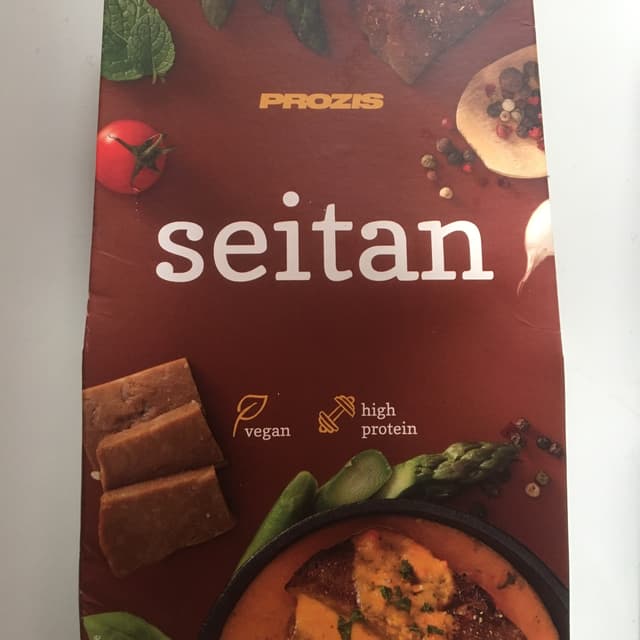 PROZIS
seitan
vegan
high
protein